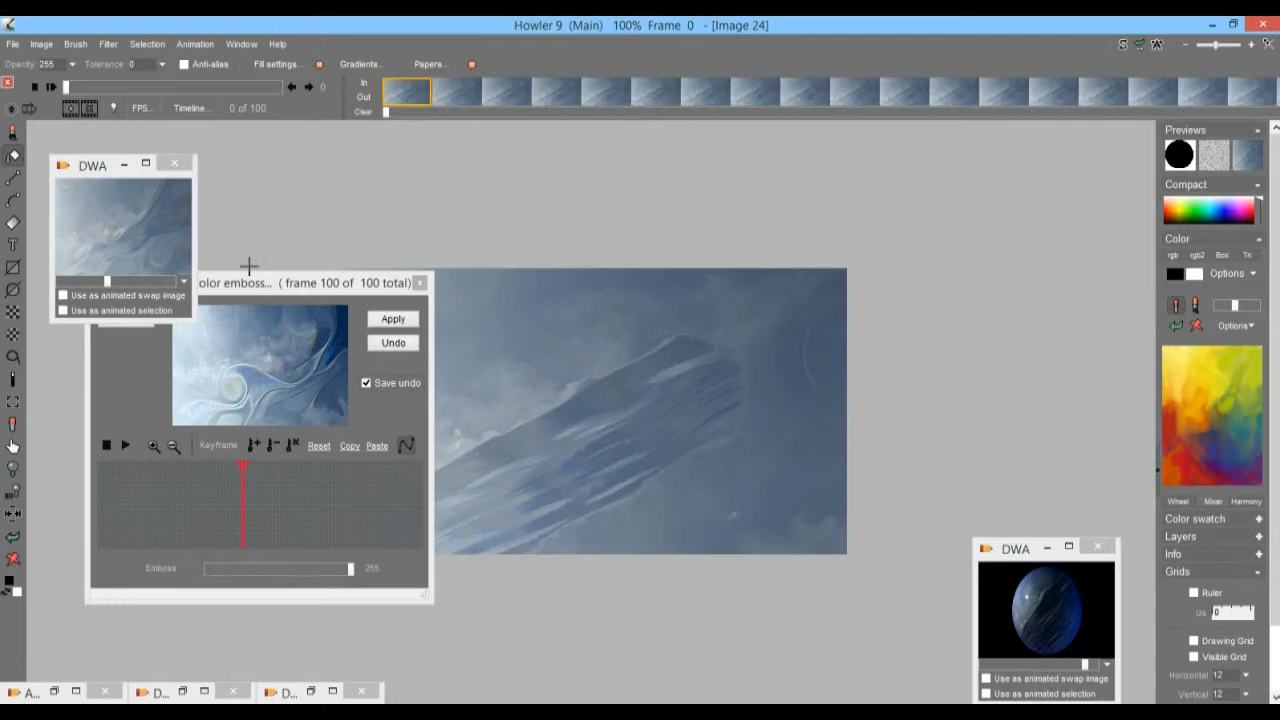 Howler 9 (Main) 100% Frame 0 - [Image 24]
File Image Brush Filter Selection Animation Window Help
Opacity 255 Tolerance 0 Anti-alias Fill settings... Gradients... Papers...
In
0
Out
FPS... Timeline... 0 of 100
Clear
Previews
DWA
Compact
Color
rgb rgb2 Box Tri
Options
olor emboss... ( frame 100 of 100 total)
Use as animated swap image
Use as animated selection
Apply
Options
Undo
Save undo
Keyframe Reset Copy Paste
Wheel Mixer Harmony
Color swatch
Layers
Info
Grids
DWA
Emboss 255
Ruler
Us 0
Drawing Grid
Visible Grid
Use as animated swap image
Horizontal 12
Use as animated selection
Vertical 12
A... D... D...